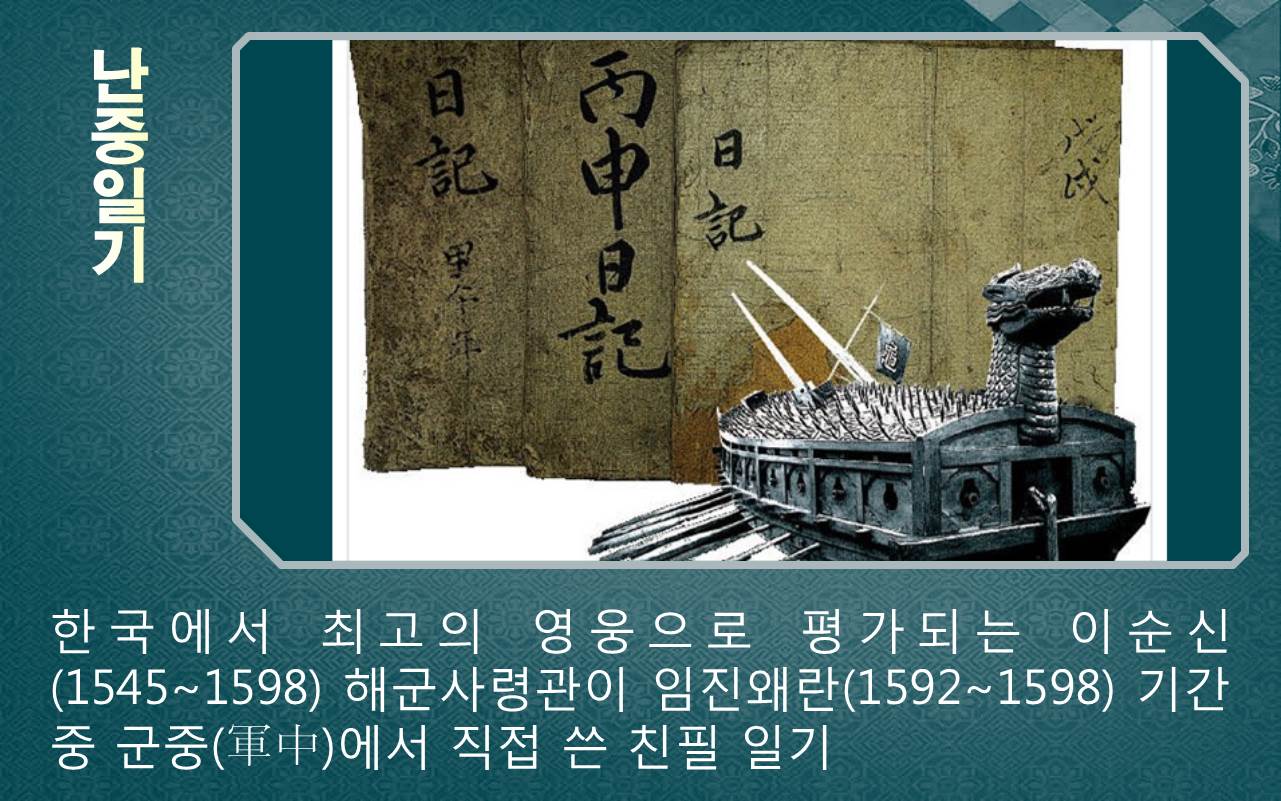 난중일기
日記
甲午年
丙申日記
日記
龜
한국에서 최고의 영웅으로 평가되는 이순신
(1545~1598) 해군사령관이 임진왜란(1592~1598) 기간
중 군중(軍中)에서 직접 쓴 친필 일기